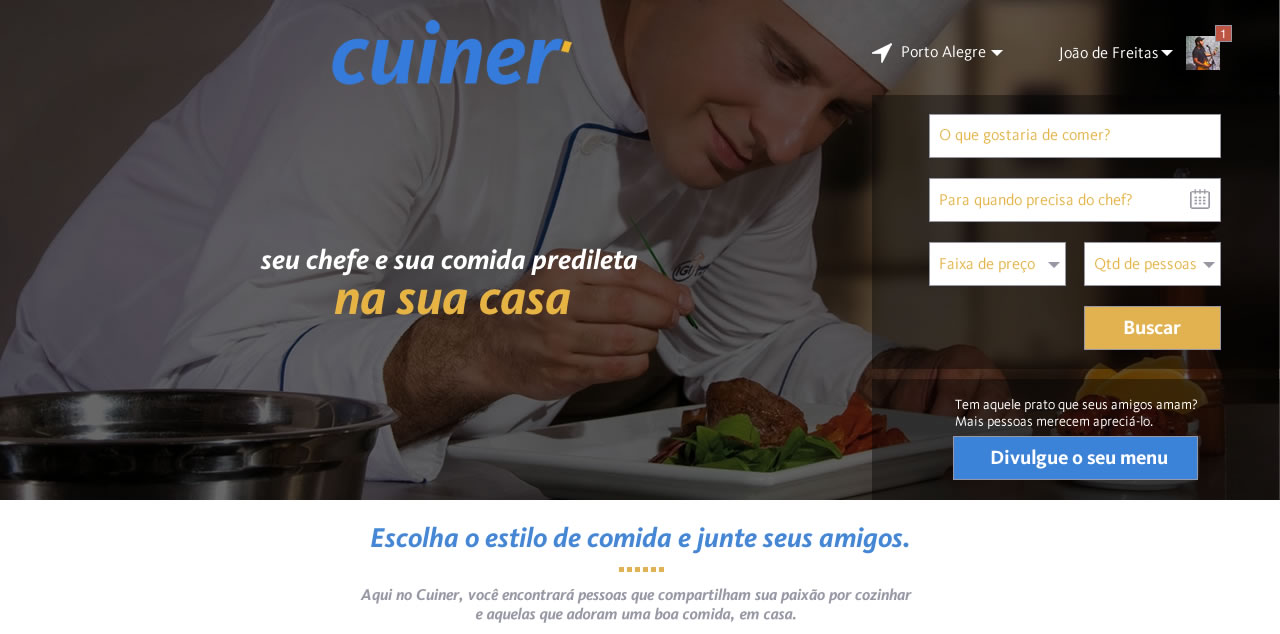 cuiner
Porto Alegre
João de Freitas
1
O que gostaria de comer?
Para quando precisa do chef?
Faixa de preço
Qtd de pessoas
Buscar
seu chefe e sua comida predileta
na sua casa
Tem aquele prato que seus amigos amam?
Mais pessoas merecem apreciá-lo.
Divulgue o seu menu
Escolha o estilo de comida e junte seus amigos.
Aqui no Cuiner, você encontrará pessoas que compartilham sua paixão por cozinhar
e aquelas que adoram uma boa comida, em casa.